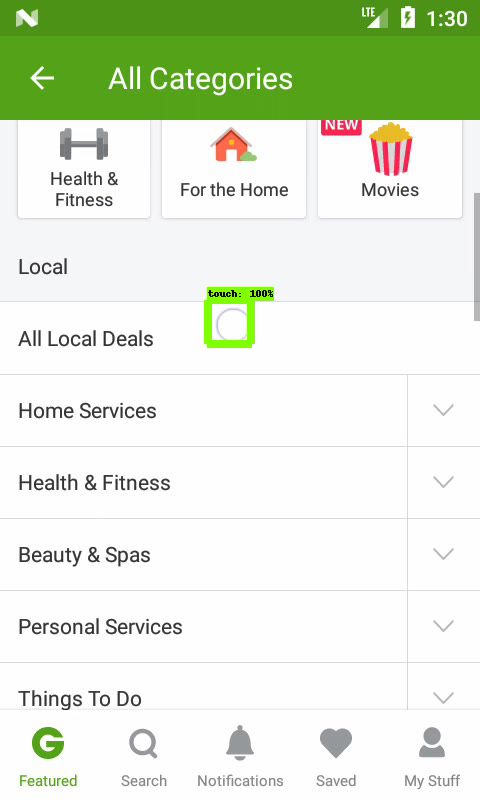 LTE
1:30
All Categories
NEW
Health &
Fitness
For the Home
Movies
Local
touch: 100%
All Local Deals
Home Services
Health & Fitness
Beauty & Spas
Personal Services
Things To Do
G
Featured
Search
Notifications
Saved
My Stuff